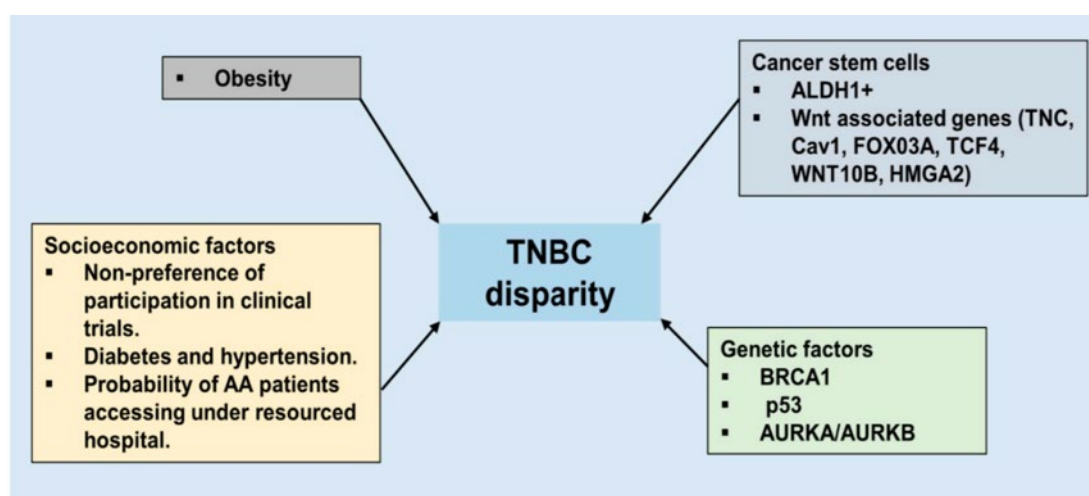 ▪ Obesity
Cancer stem cells
▪ ALDH1+
▪ Wnt associated genes (TNC,
Cav1, FOX03A, TCF4,
WNT10B, HMGA2)
TNBC
disparity
Socioeconomic factors
▪ Non-preference of
participation in clinical
trials.
▪ Diabetes and hypertension.
▪ Probability of AA patients
accessing under resourced
hospital.
Genetic factors
▪ BRCA1
▪ p53
▪ AURKA/AURKB